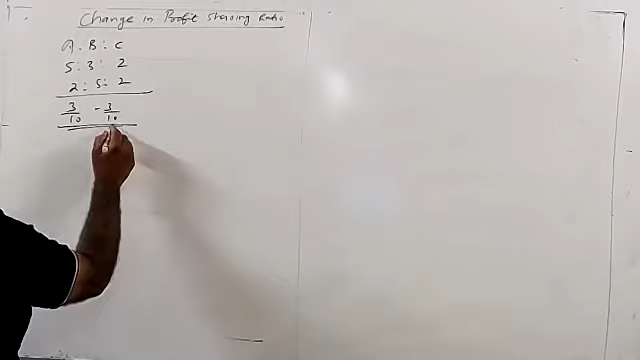 Change in Profit Sharing Ratio
A : B : C
5 : 3 : 2
2 : 5 : 2
3/10 - 3/10